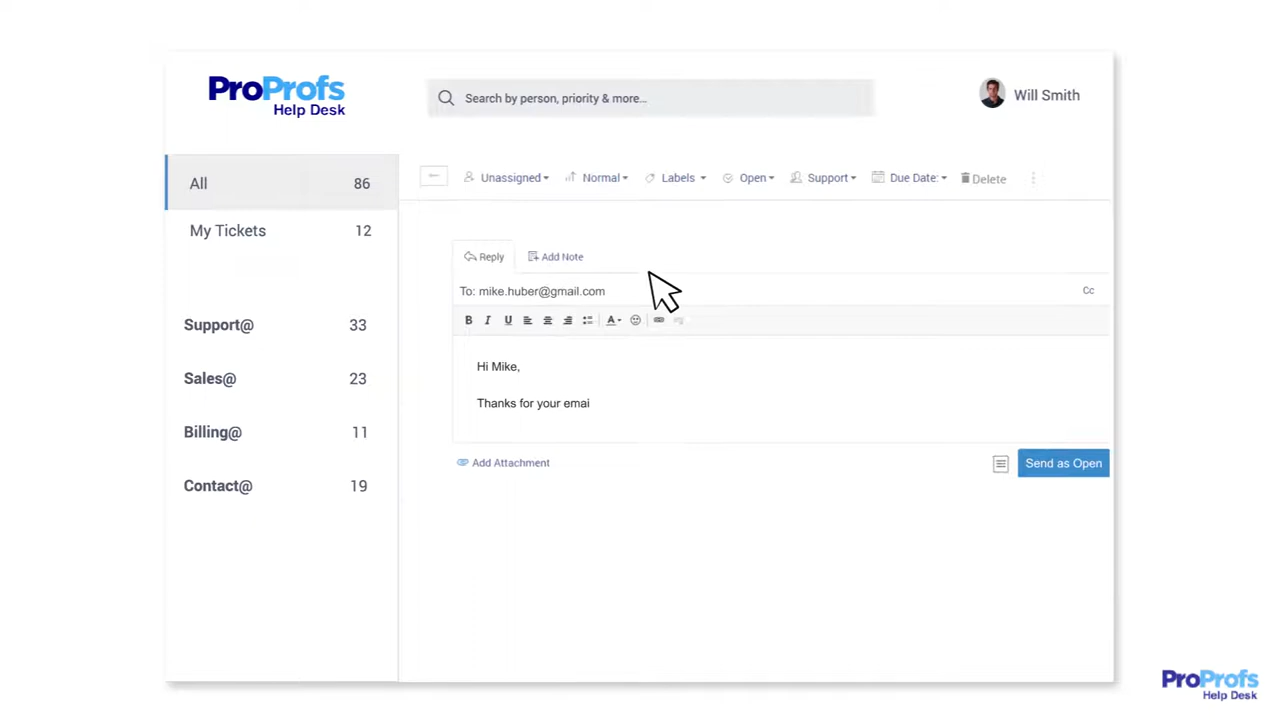 ProProfs
Help Desk
Search by person, priority & more...
Will Smith
All 86
My Tickets 12
Support@ 33
Sales@ 23
Billing@ 11
Contact@ 19
Unassigned Normal Labels Open Support Due Date: Delete
Reply Add Note
To: mike.huber@gmail.com Cc
B I U A
Hi Mike,
Thanks for your emai
Add Attachment Send as Open
ProProfs
Help Desk